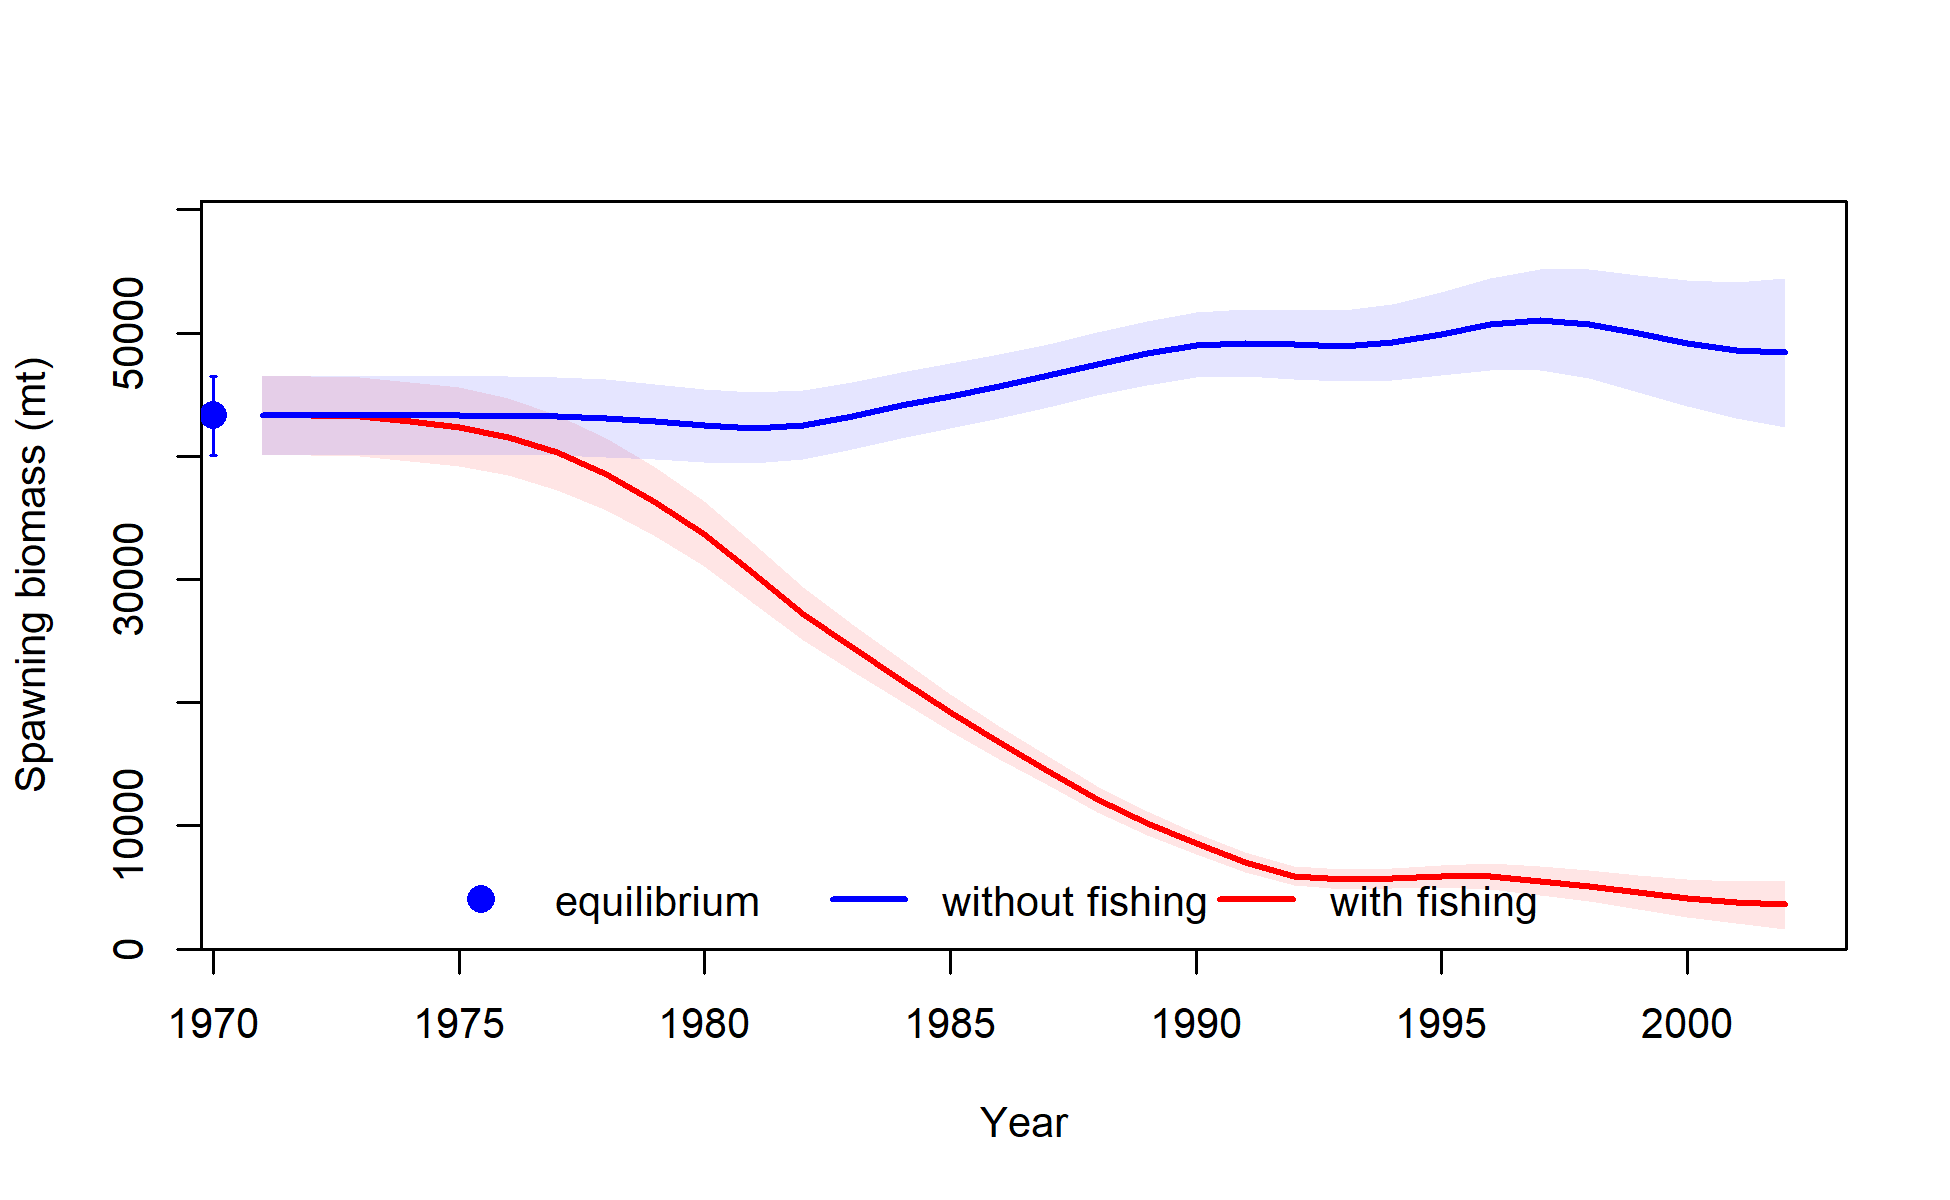 Spawning biomass (mt)
50000
30000
10000
0
equilibrium without fishing with fishing
1970 1975 1980 1985 1990 1995 2000
Year